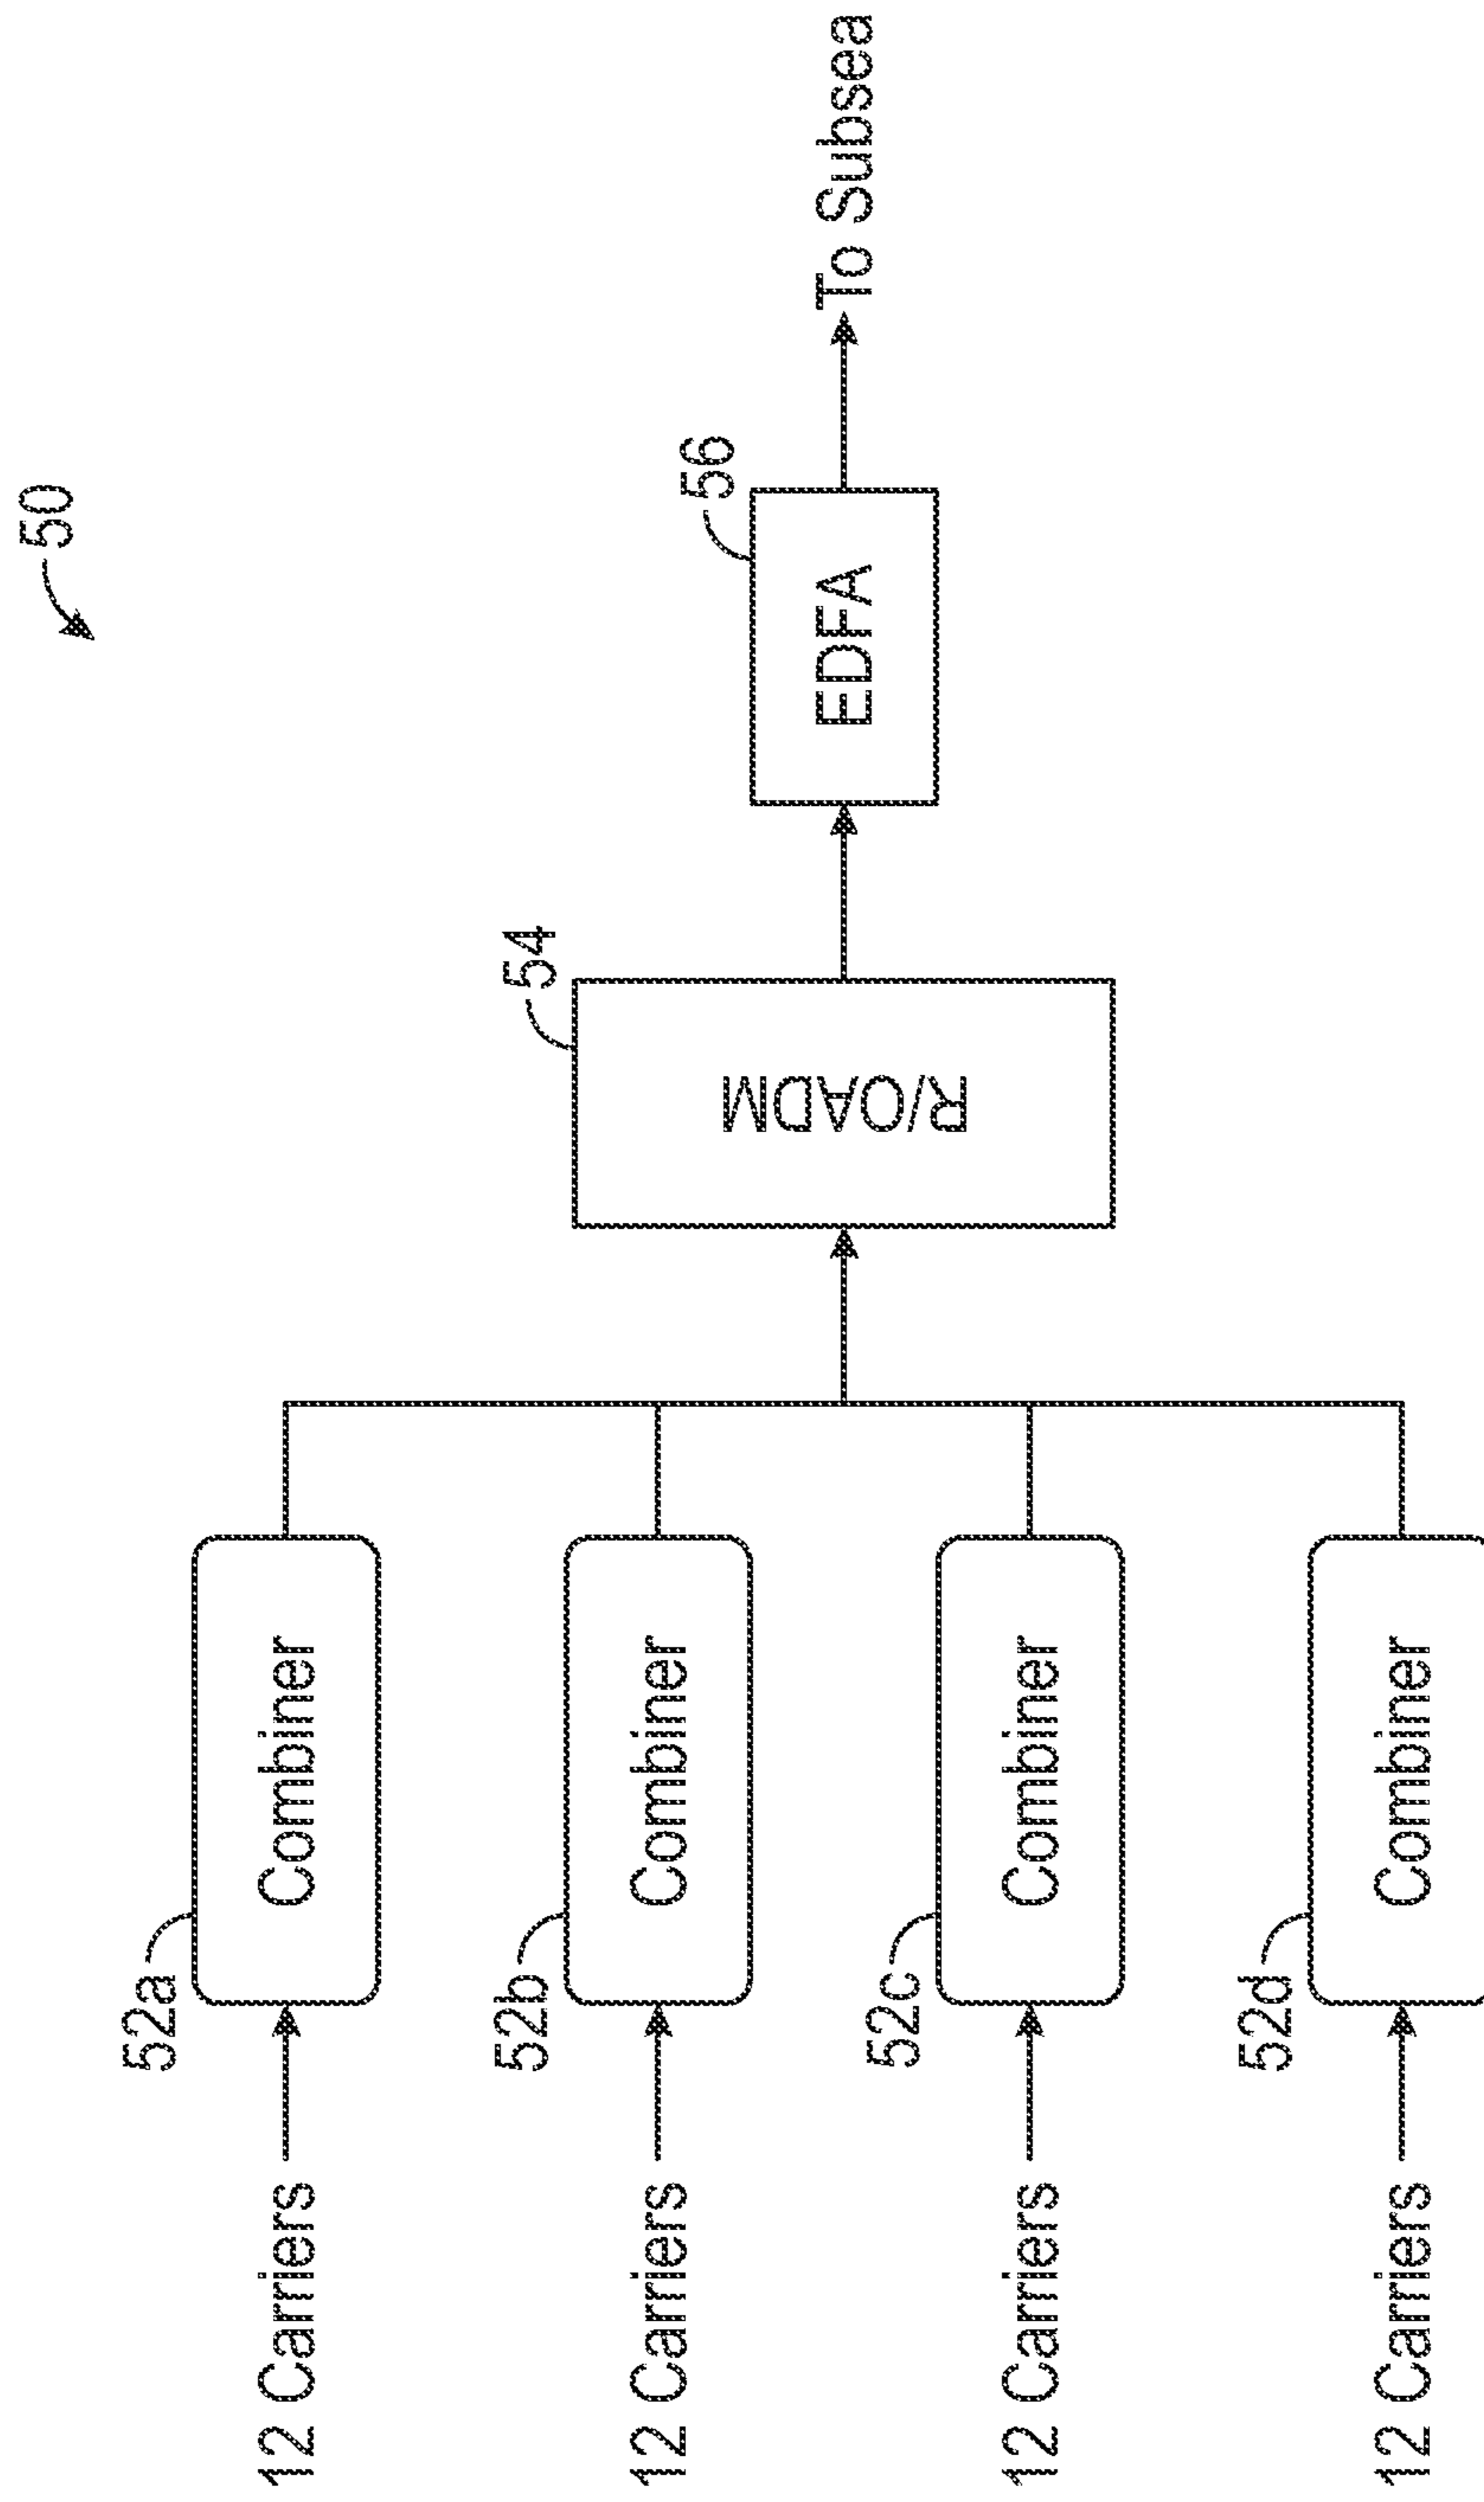 50
12 Carriers
52a
Combiner
12 Carriers
52b
Combiner
12 Carriers
52c
Combiner
12 Carriers
52d
Combiner
54
R/OADM
56
EDFA
To Subsea